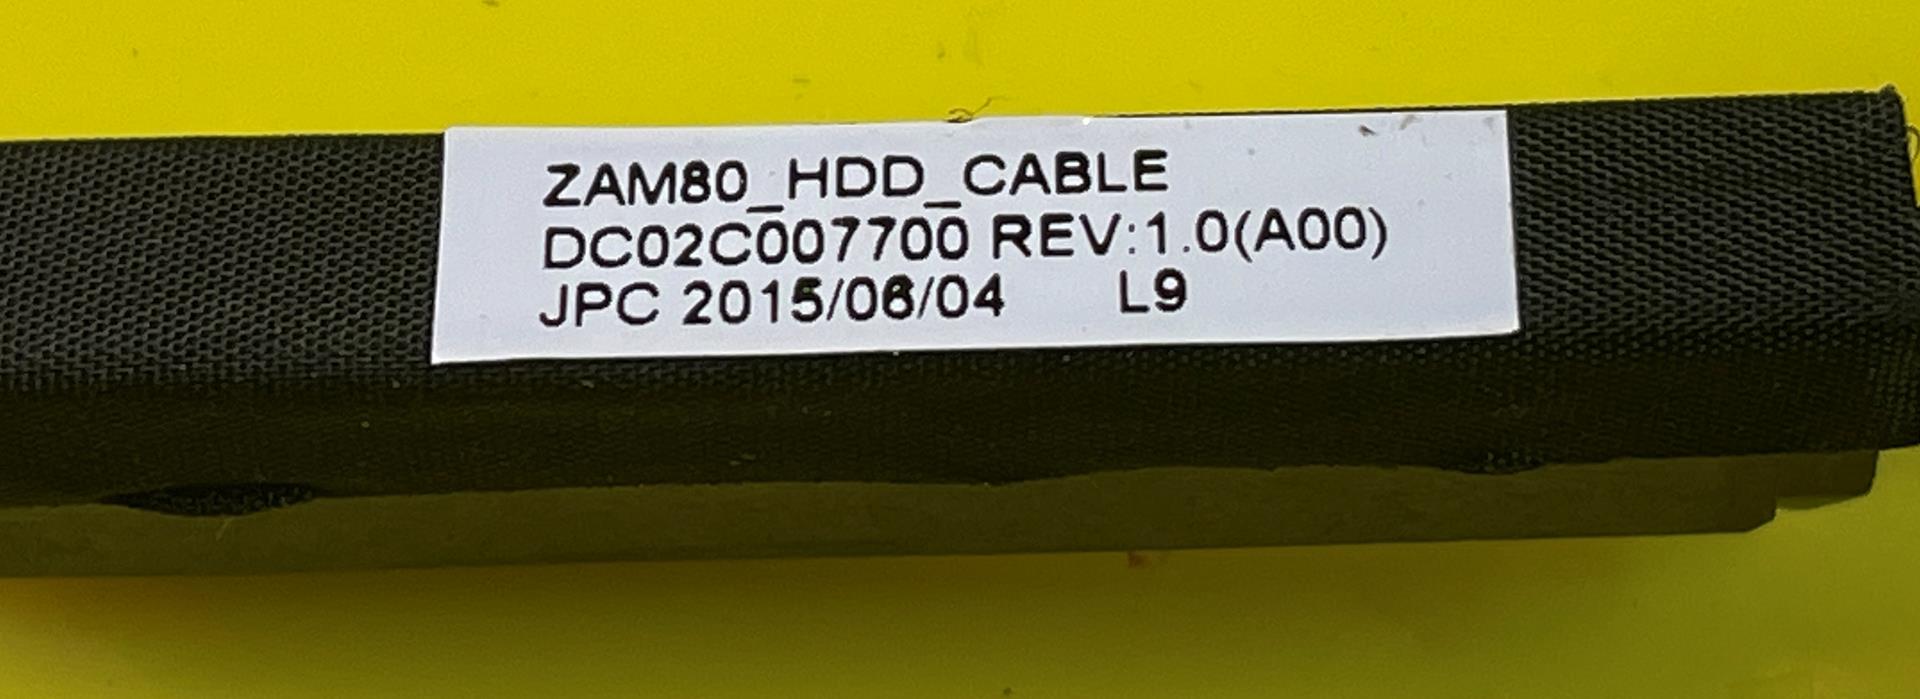 ZAM80_HDD_CABLE
DC02C007700 REV:1.0(A00)
JPC 2015/06/04 L9